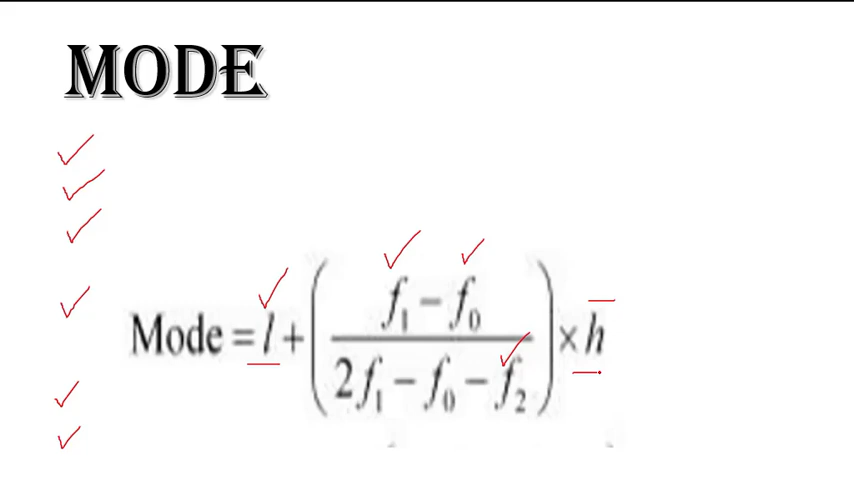 MODE
Mode = l + ( (f₁ − f₀) / (2f₁ − f₀ − f₂) ) × h